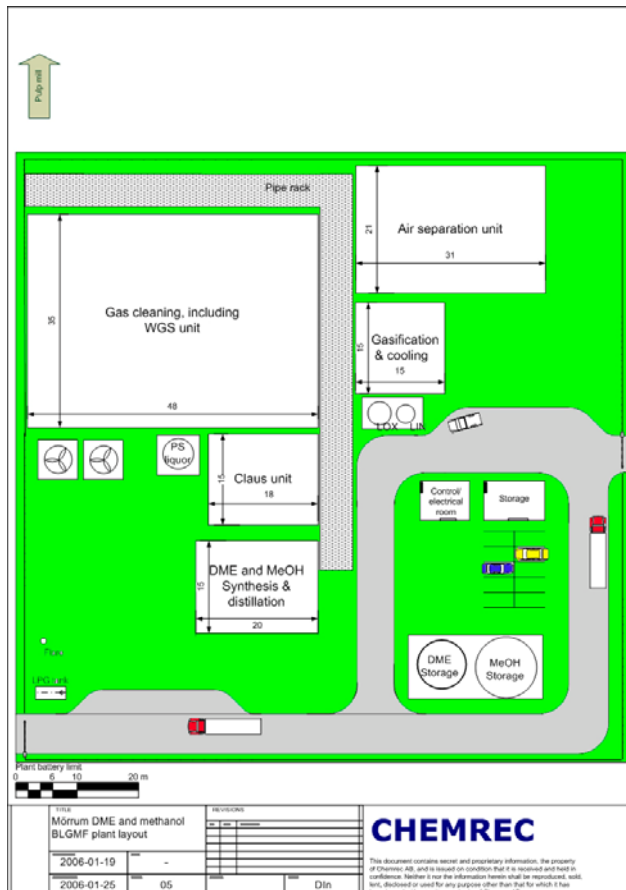 Pulp mill
Pipe rack
Air separation unit
21
31
Gas cleaning, including
WGS unit
35
48
Gasification
& cooling
15
15
LOX LIN
PS
liquor
Claus unit
15
18
Control/
electrical
room
Storage
DME and MeOH
Synthesis &
distillation
15
20
DME
Storage
MeOH
Storage
Plant battery limit
0 6 10 20 m
TITLE
Mörrum DME and methanol
BLGMF plant layout
REVISIONS
2006-01-19 -
2006-01-25 05 DIn
CHEMREC
This document contains secret and proprietary information, the property
of Chemrec AB, and is issued on condition that it is received and held in
confidence. Neither it nor the information herein shall be reproduced, sold,
lent, disclosed or used for any purpose other than that for which it has